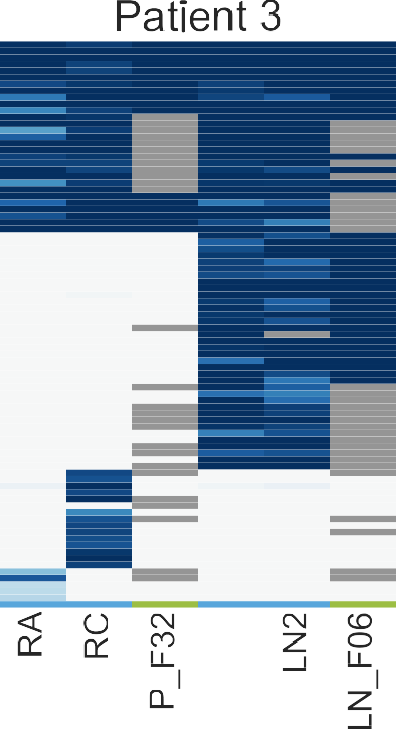 Patient 3
RA
RC
P_F32
LN2
LN_F06